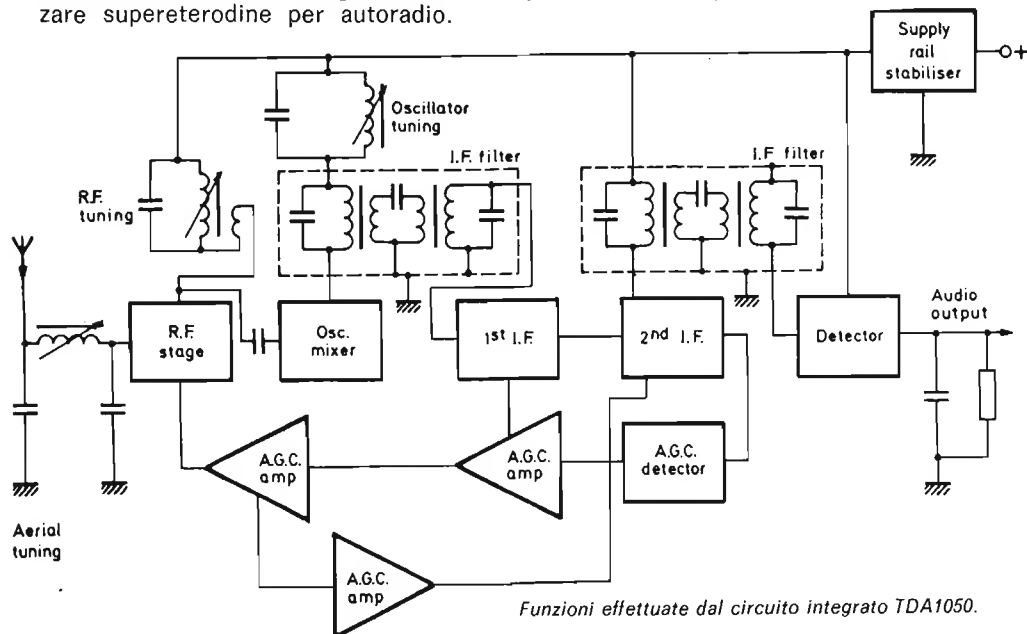 zare supereterodine per autoradio.
Supply
rail
stabiliser
+
Oscillator
tuning
I.F. filter
I.F. filter
R.F.
tuning
R.F.
stage
Osc.
mixer
1st I.F.
2nd I.F.
Detector
Audio
output
A.G.C.
amp
A.G.C.
amp
A.G.C.
detector
Aerial
tuning
A.G.C.
amp
Funzioni effettuate dal circuito integrato TDA1050.